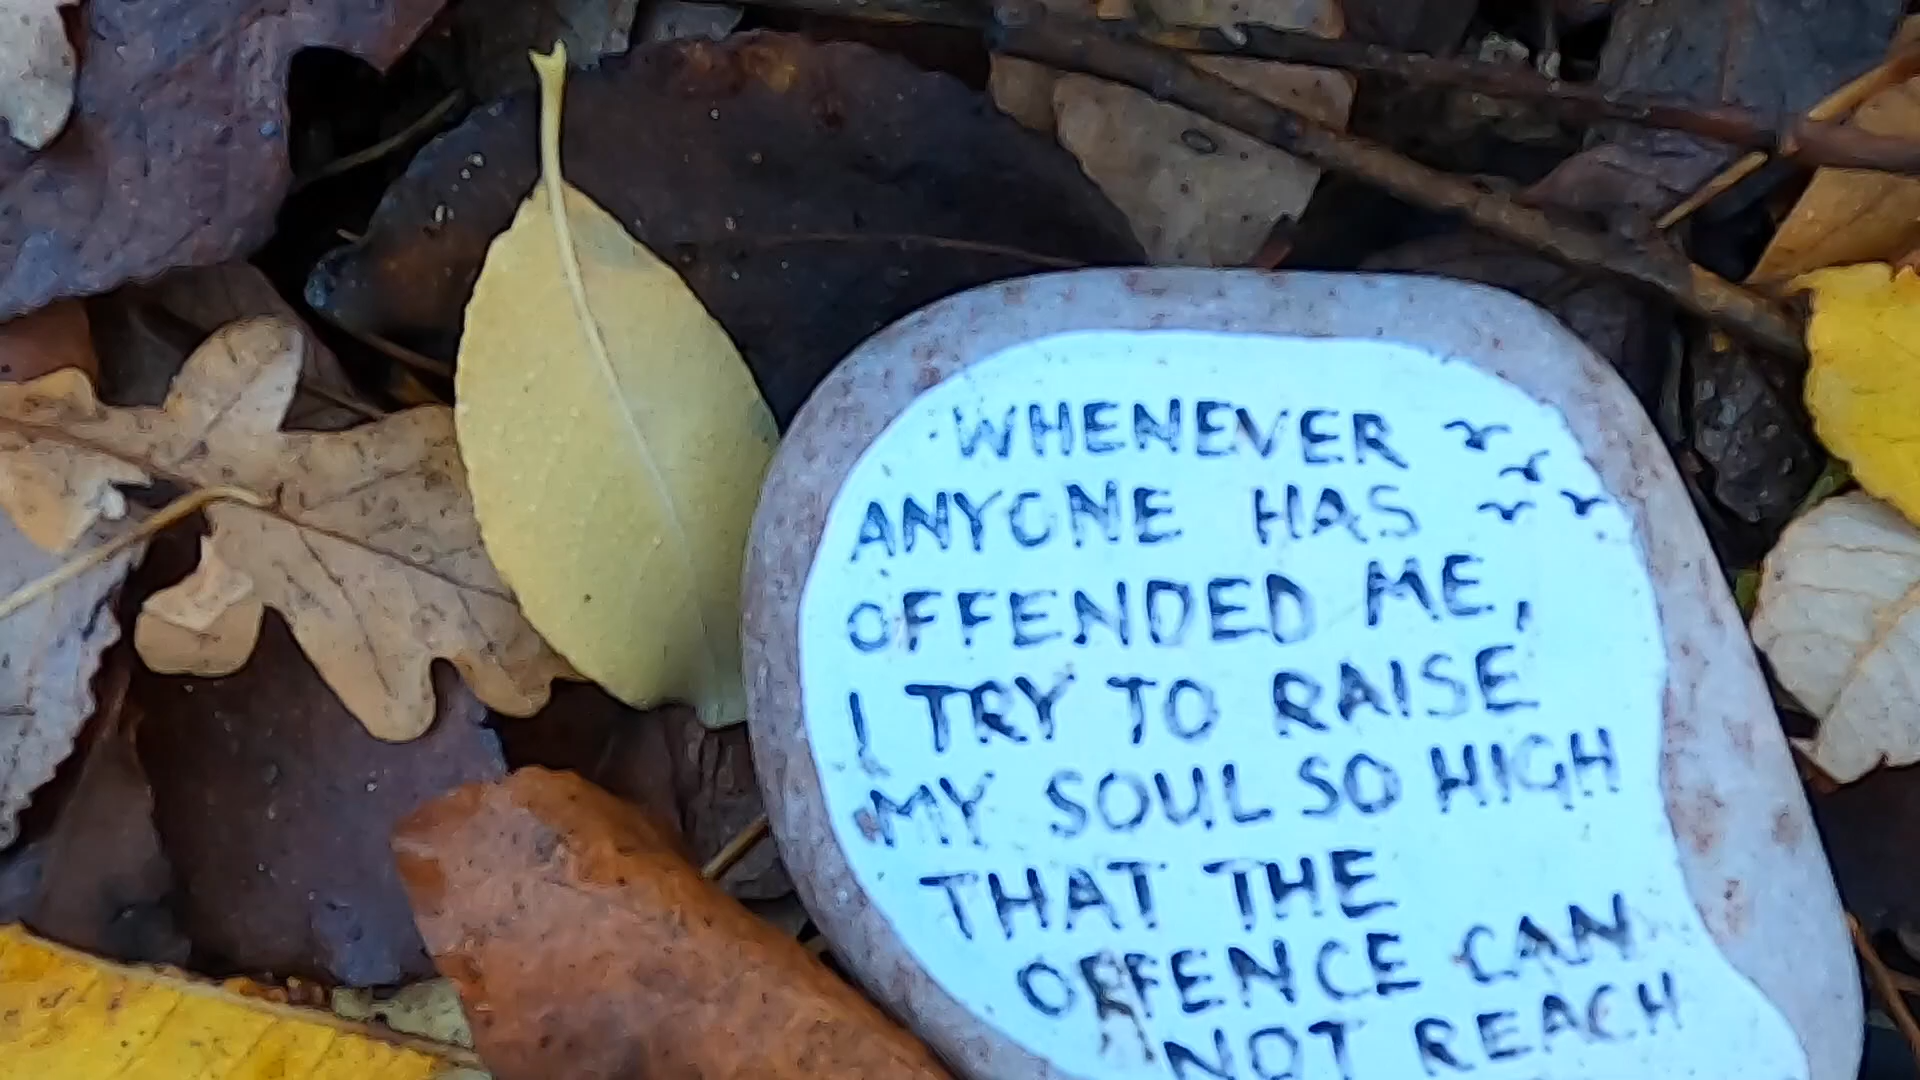 WHENEVER
ANYONE HAS
OFFENDED ME,
I TRY TO RAISE
MY SOUL SO HIGH
THAT THE
OFFENCE CAN
NOT REACH